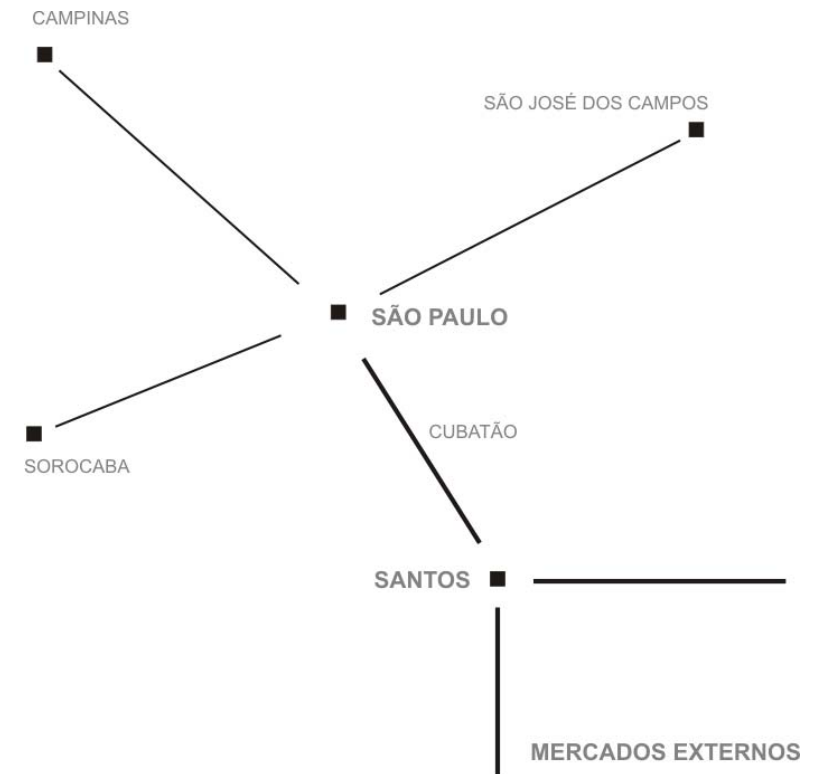 CAMPINAS
SÃO JOSÉ DOS CAMPOS
SÃO PAULO
CUBATÃO
SOROCABA
SANTOS
MERCADOS EXTERNOS